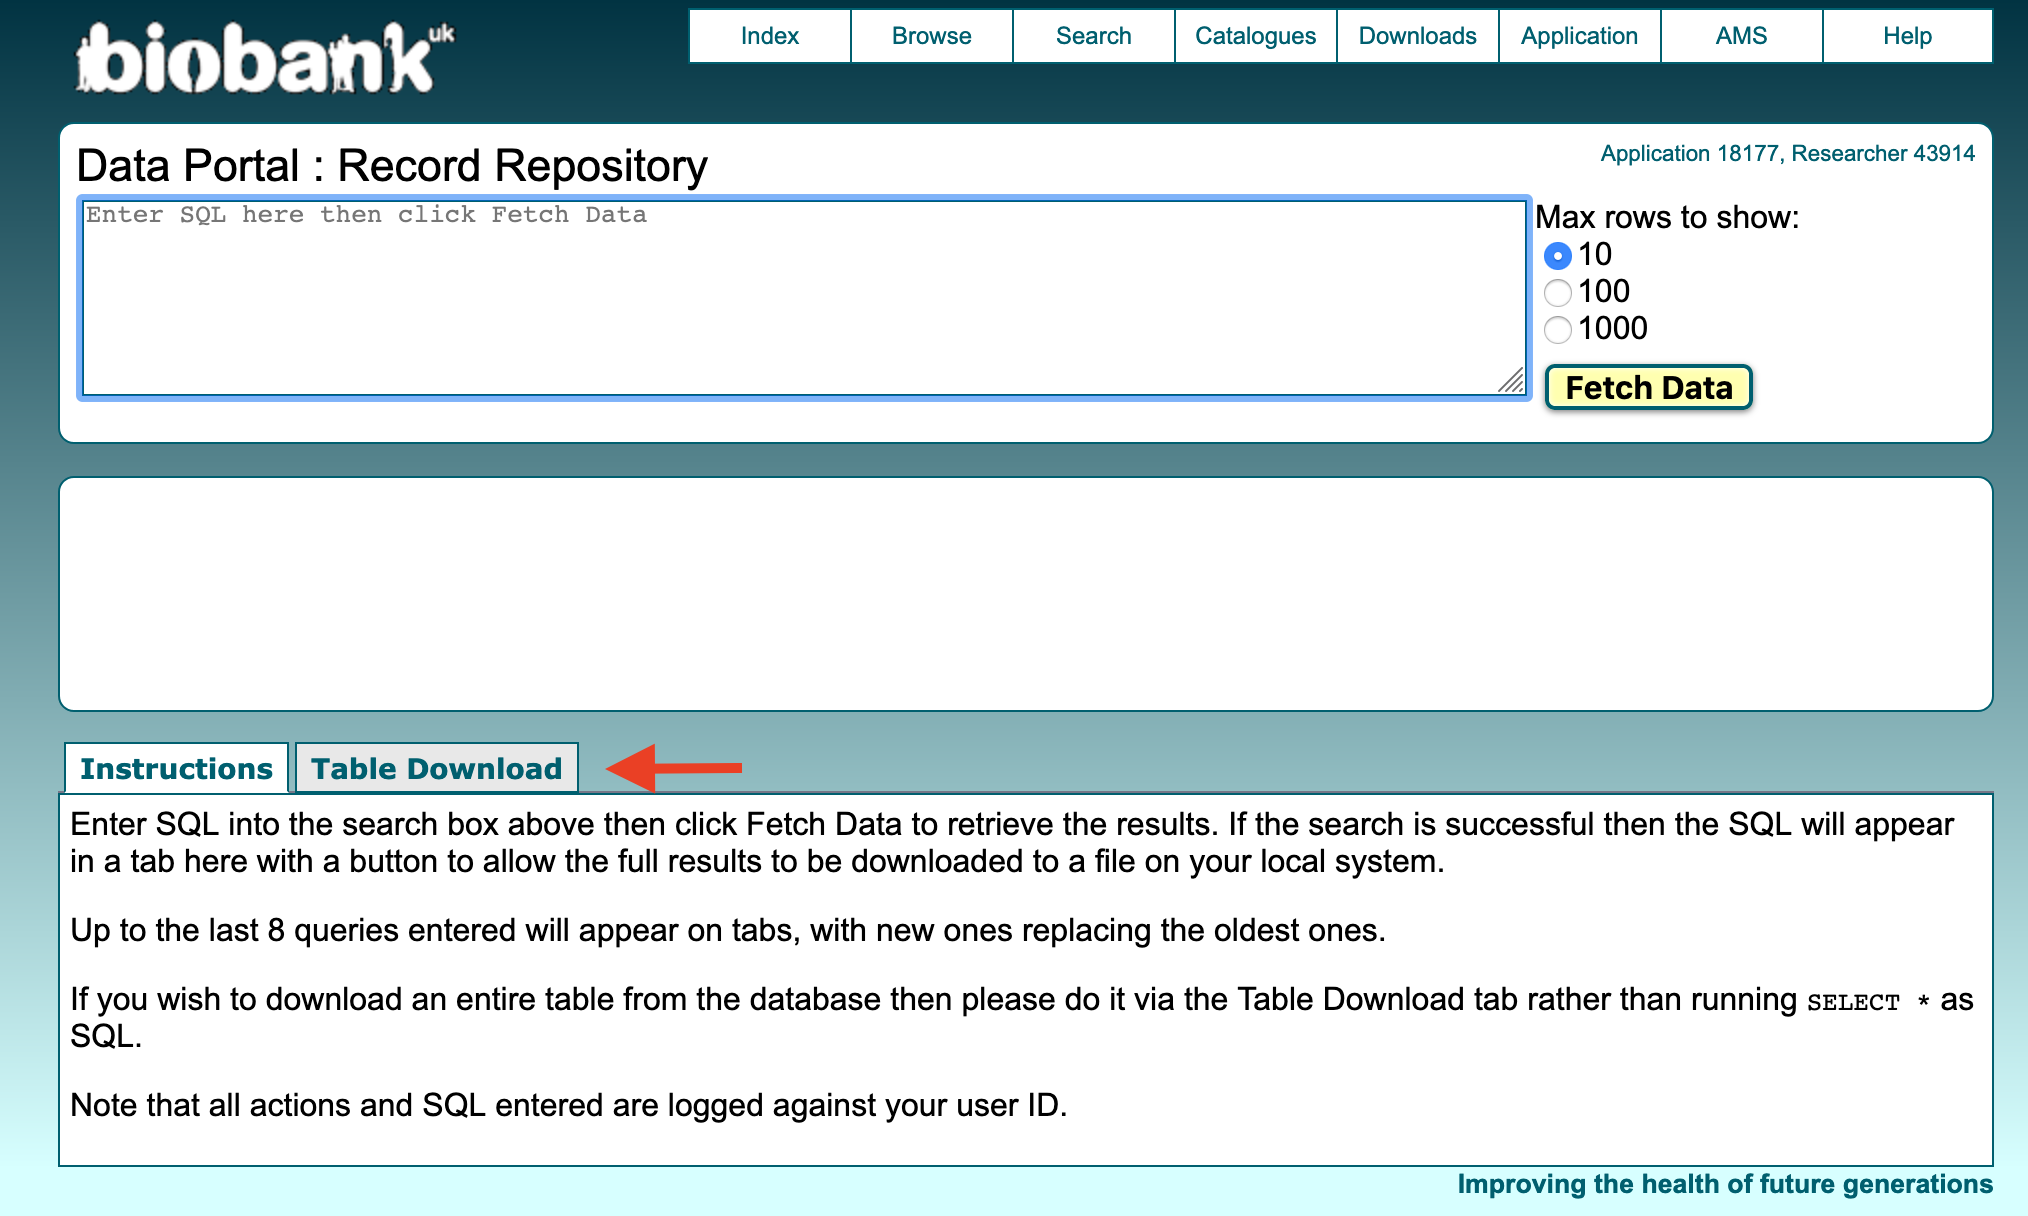 biobank uk
Index Browse Search Catalogues Downloads Application AMS Help
Data Portal : Record Repository
Application 18177, Researcher 43914
Enter SQL here then click Fetch Data
Max rows to show:
10
100
1000
Fetch Data
Instructions Table Download
Enter SQL into the search box above then click Fetch Data to retrieve the results. If the search is successful then the SQL will appear
in a tab here with a button to allow the full results to be downloaded to a file on your local system.
Up to the last 8 queries entered will appear on tabs, with new ones replacing the oldest ones.
If you wish to download an entire table from the database then please do it via the Table Download tab rather than running SELECT * as
SQL.
Note that all actions and SQL entered are logged against your user ID.
Improving the health of future generations